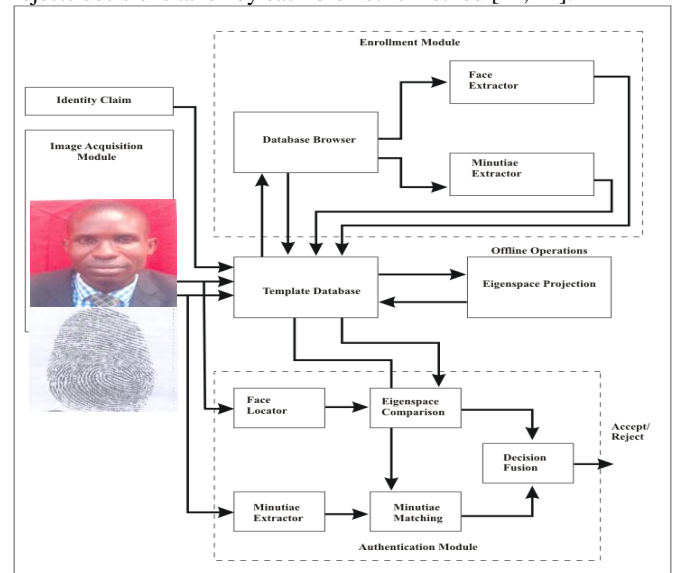 Enrollment Module
Face
Extractor
Identity Claim
Image Acquisition
Module
Database Browser
Minutiae
Extractor
Offline Operations
Template Database
Eigenspace Projection
Face
Locator
Eigenspace
Comparison
Accept/
Reject
Decision
Fusion
Minutiae
Extractor
Minutiae
Matching
Authentication Module